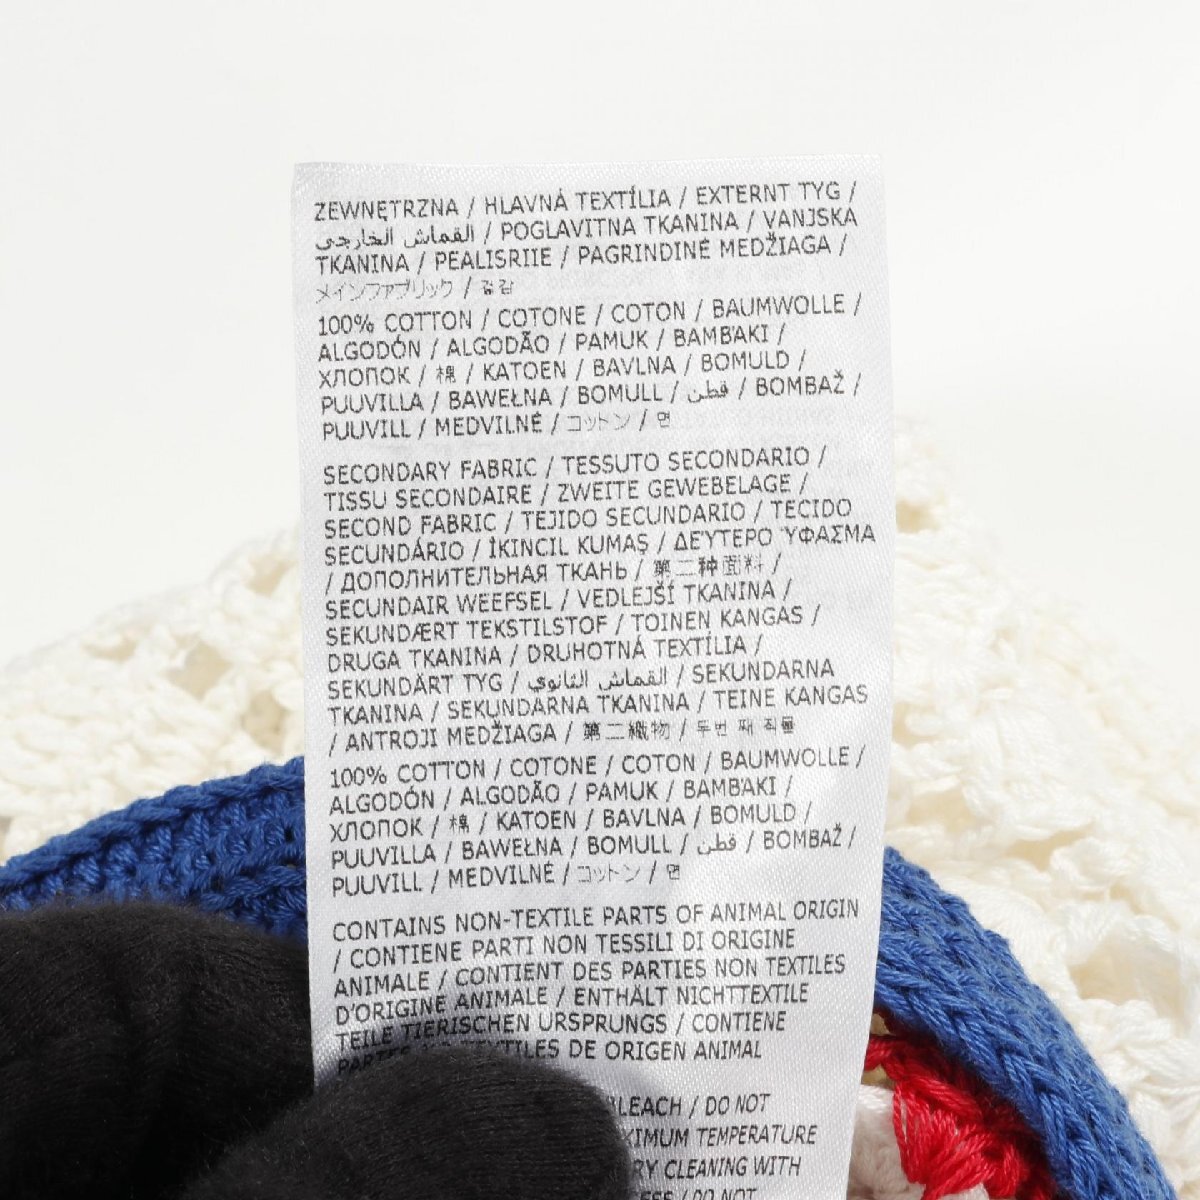 ZEWNĘTRZNA / HLAVNÁ TEXTÍLIA / EXTERNT TYG /
القماش الخارجي / POGLAVITNA TKANINA / VANJSKA
TKANINA / PEALISRIIE / PAGRINDINĖ MEDŽIAGA /
メインファブリック / 겉감
100% COTTON / COTONE / COTON / BAUMWOLLE /
ALGODÓN / ALGODÃO / PAMUK / ΒΑΜΒΆΚΙ /
ХЛОПОК / 棉 / KATOEN / BAVLNA / BOMULD /
PUUVILLA / BAWEŁNA / BOMULL / قطن / BOMBAŽ /
PUUVILL / MEDVILNĖ / コットン / 면
SECONDARY FABRIC / TESSUTO SECONDARIO /
TISSU SECONDAIRE / ZWEITE GEWEBELAGE /
SECOND FABRIC / TEJIDO SECUNDARIO / TECIDO
SECUNDÁRIO / İKINCIL KUMAŞ / ΔΕΎΤΕΡΟ ΎΦΑΣΜΑ
/ ДОПОЛНИТЕЛЬНАЯ ТКАНЬ / 第二种面料 /
SECUNDAIR WEEFSEL / VEDLEJŠÍ TKANINA /
SEKUNDÆRT TEKSTILSTOF / TOINEN KANGAS /
DRUGA TKANINA / DRUHOTNÁ TEXTÍLIA /
SEKUNDÄRT TYG / القماش الثانوي / SEKUNDARNA
TKANINA / SEKUNDARNA TKANINA / TEINE KANGAS
/ ANTROJI MEDŽIAGA / 第二織物 / 두번 째 직물
100% COTTON / COTONE / COTON / BAUMWOLLE /
ALGODÓN / ALGODÃO / PAMUK / ΒΑΜΒΆΚΙ /
ХЛОПОК / 棉 / KATOEN / BAVLNA / BOMULD /
PUUVILLA / BAWEŁNA / BOMULL / قطن / BOMBAŽ /
PUUVILL / MEDVILNĖ / コットン / 면
CONTAINS NON-TEXTILE PARTS OF ANIMAL ORIGIN
/ CONTIENE PARTI NON TESSILI DI ORIGINE
ANIMALE / CONTIENT DES PARTIES NON TEXTILES
D'ORIGINE ANIMALE / ENTHÄLT NICHTTEXTILE
TEILE TIERISCHEN URSPRUNGS / CONTIENE
DE ORIGEN ANIMAL
/ DO NOT
TEMPERATURE
CLEANING WITH
/ DO NOT